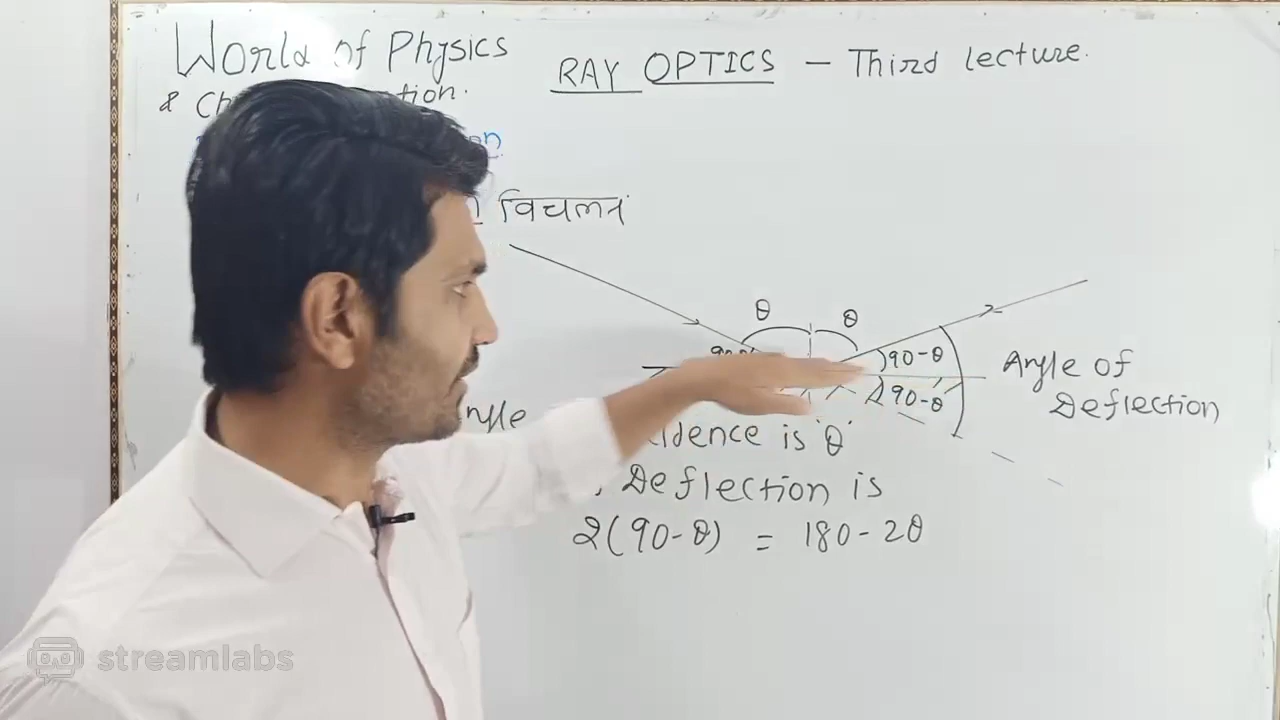 World of Physics
RAY OPTICS - Third lecture.
&
विचलन
θ θ
90-θ
90-θ
Angle of
Deflection
is 'θ'
Deflection is
2(90-θ) = 180-2θ
streamlabs